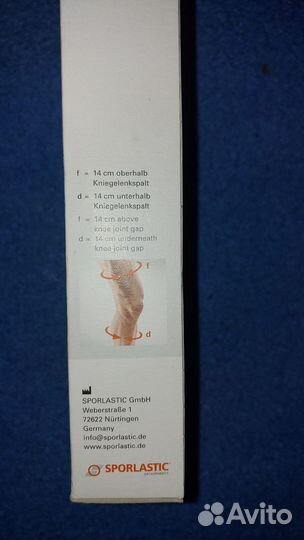 f = 14 cm oberhalb
Kniegelenkspalt
d = 14 cm unterhalb
Kniegelenkspalt
f = 14 cm above
knee joint gap
d = 14 cm underneath
knee joint gap
f
d
SPORLASTIC GmbH
Weberstraße 1
72622 Nürtingen
Germany
info@sporlastic.de
www.sporlastic.de
SPORLASTIC
Avito